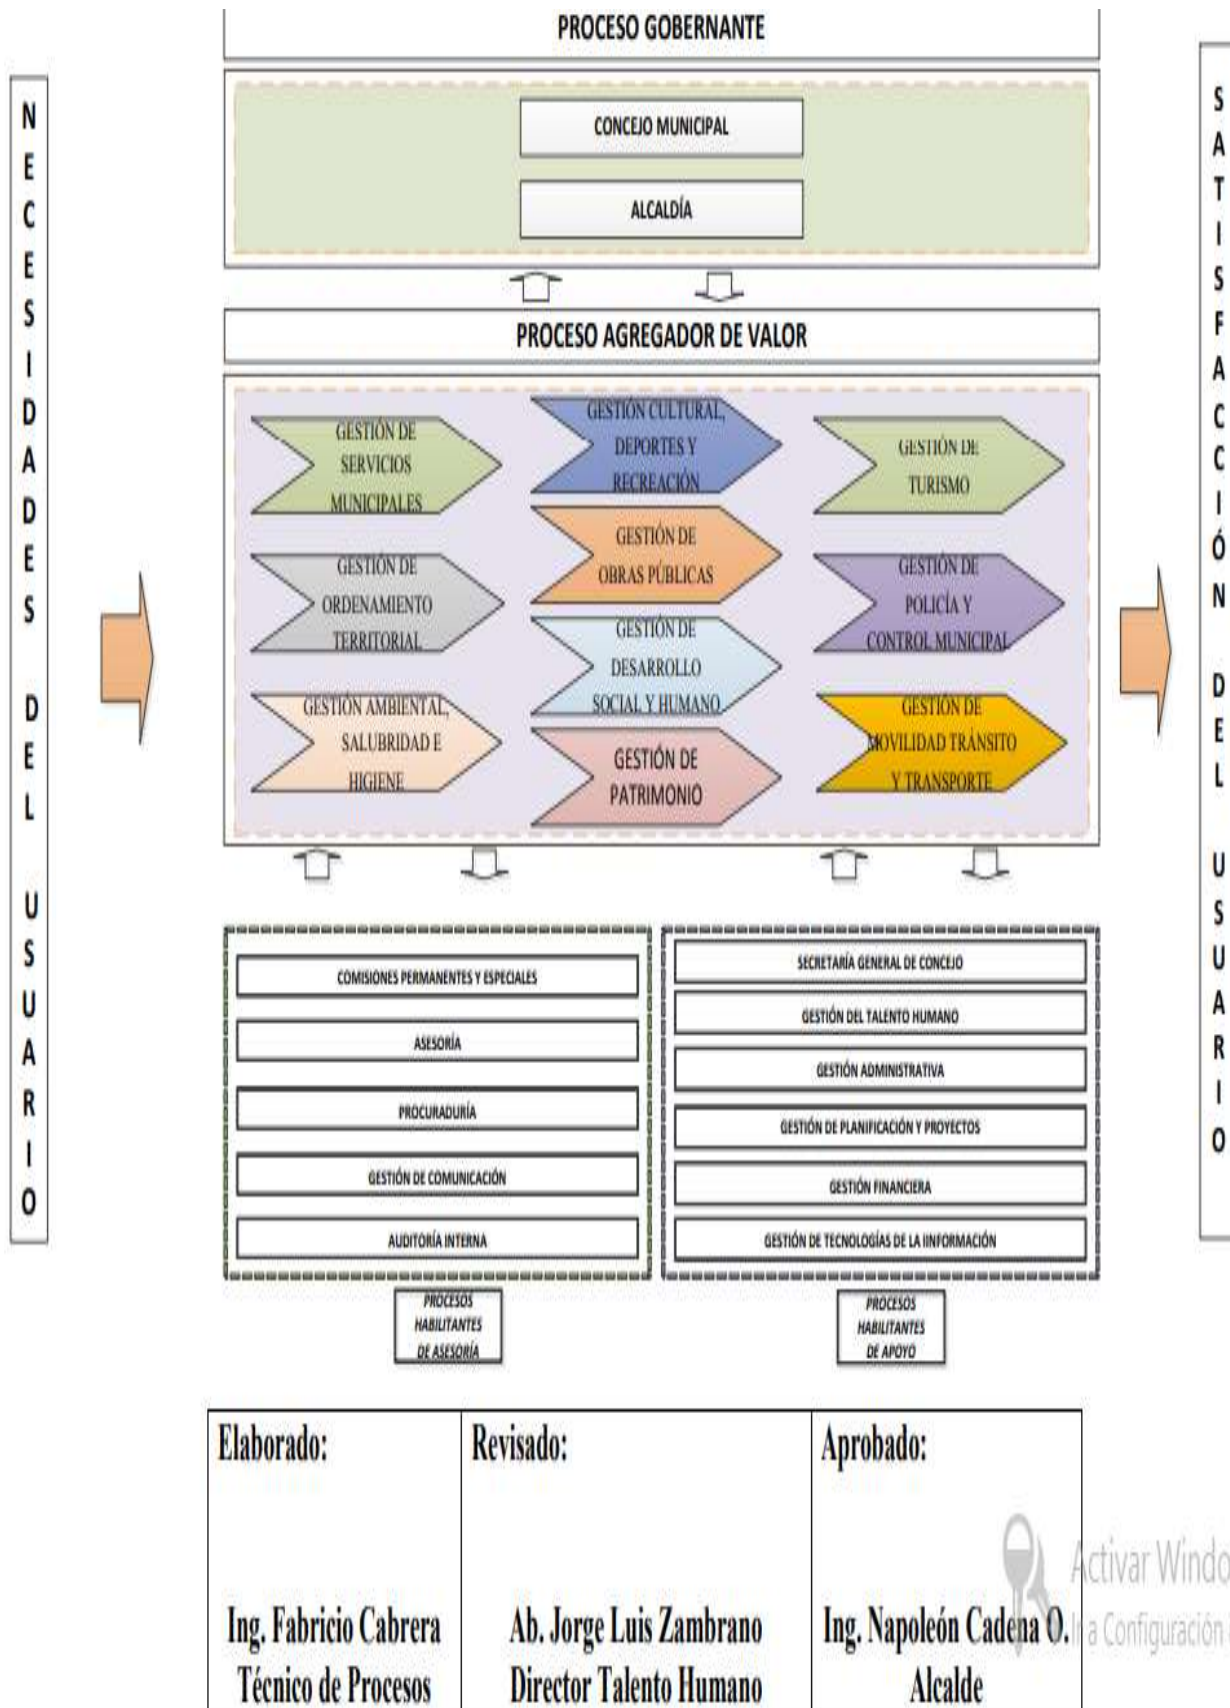 PROCESO GOBERNANTE
NECESIDADES DEL USUARIO
CONCEJO MUNICIPAL
ALCALDÍA
PROCESO AGREGADOR DE VALOR
GESTIÓN DE
SERVICIOS
MUNICIPALES
GESTIÓN DE
ORDENAMIENTO
TERRITORIAL
GESTIÓN AMBIENTAL,
SALUBRIDAD E
HIGIENE
GESTIÓN CULTURAL,
DEPORTES Y
RECREACIÓN
GESTIÓN DE
OBRAS PÚBLICAS
GESTIÓN DE
DESARROLLO
SOCIAL Y HUMANO
GESTIÓN DE
PATRIMONIO
GESTIÓN DE
TURISMO
GESTIÓN DE
POLICÍA Y
CONTROL MUNICIPAL
GESTIÓN DE
MOVILIDAD TRÁNSITO
Y TRANSPORTE
SATISFACCIÓN DEL USUARIO
COMISIONES PERMANENTES Y ESPECIALES
ASESORÍA
PROCURADURÍA
GESTIÓN DE COMUNICACIÓN
AUDITORÍA INTERNA
PROCESOS
HABILITANTES
DE ASESORÍA
SECRETARÍA GENERAL DE CONCEJO
GESTIÓN DEL TALENTO HUMANO
GESTIÓN ADMINISTRATIVA
GESTIÓN DE PLANIFICACIÓN Y PROYECTOS
GESTIÓN FINANCIERA
GESTIÓN DE TECNOLOGÍAS DE LA IINFORMACIÓN
PROCESOS
HABILITANTES
DE APOYO
Elaborado:
Ing. Fabricio Cabrera
Técnico de Procesos
Revisado:
Ab. Jorge Luis Zambrano
Director Talento Humano
Aprobado:
Ing. Napoleón Cadena O.
Alcalde
Activar Windo
Ir a Configuración